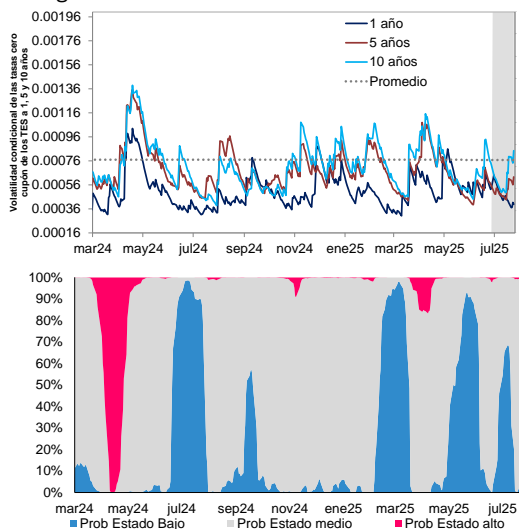 Volatilidad condicional de las tasas cero
cupón de los TES a 1, 5 y 10 años
0.00196
0.00176
0.00156
0.00136
0.00116
0.00096
0.00076
0.00056
0.00036
0.00016
1 año
5 años
10 años
Promedio
mar24 may24 jul24 sep24 nov24 ene25 mar25 may25 jul25
100%
90%
80%
70%
60%
50%
40%
30%
20%
10%
0%
mar24 may24 jul24 sep24 nov24 ene25 mar25 may25 jul25
Prob Estado Bajo Prob Estado medio Prob Estado alto